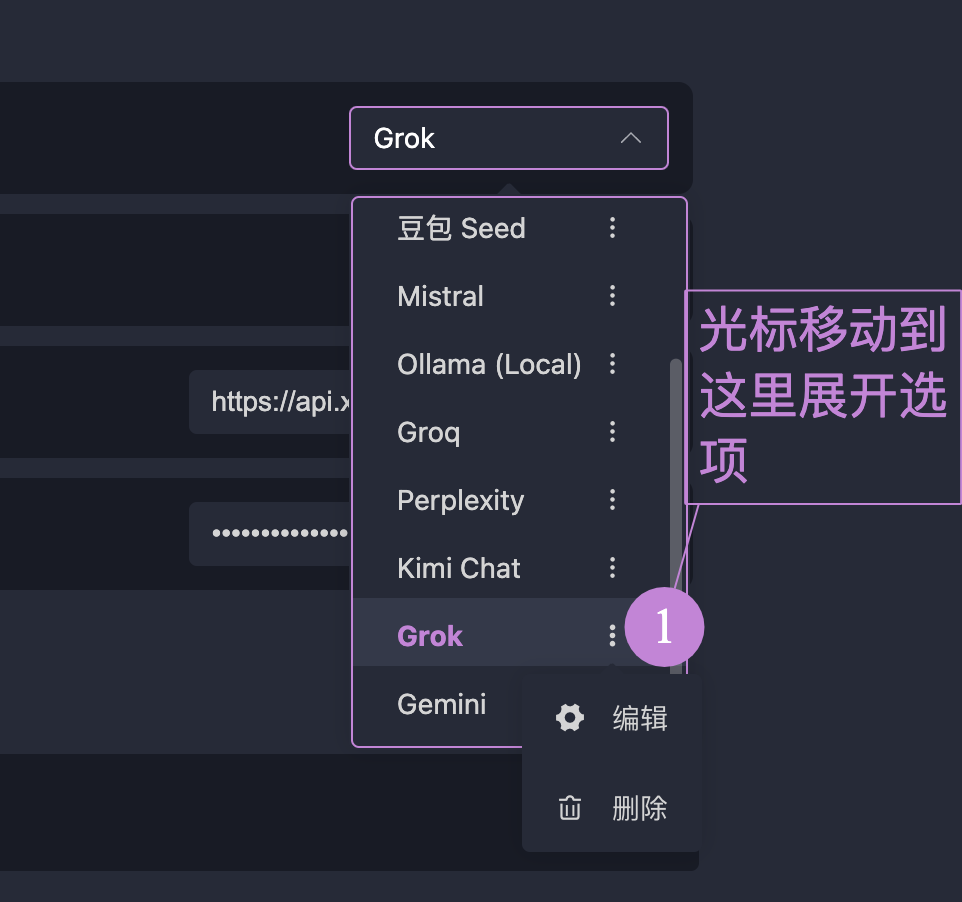 Grok
豆包 Seed
Mistral
Ollama (Local)
Groq
Perplexity
Kimi Chat
Grok
Gemini
https://api.x
••••••••••••••
光标移动到
这里展开选
项
1
编辑
删除